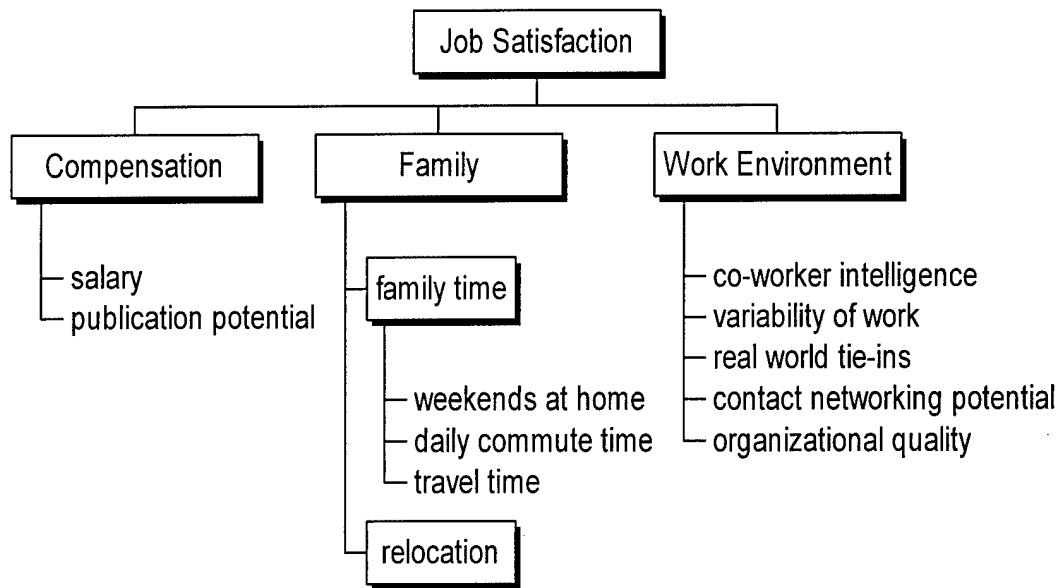 Job Satisfaction
Compensation
salary
publication potential
Family
family time
weekends at home
daily commute time
travel time
relocation
Work Environment
co-worker intelligence
variability of work
real world tie-ins
contact networking potential
organizational quality